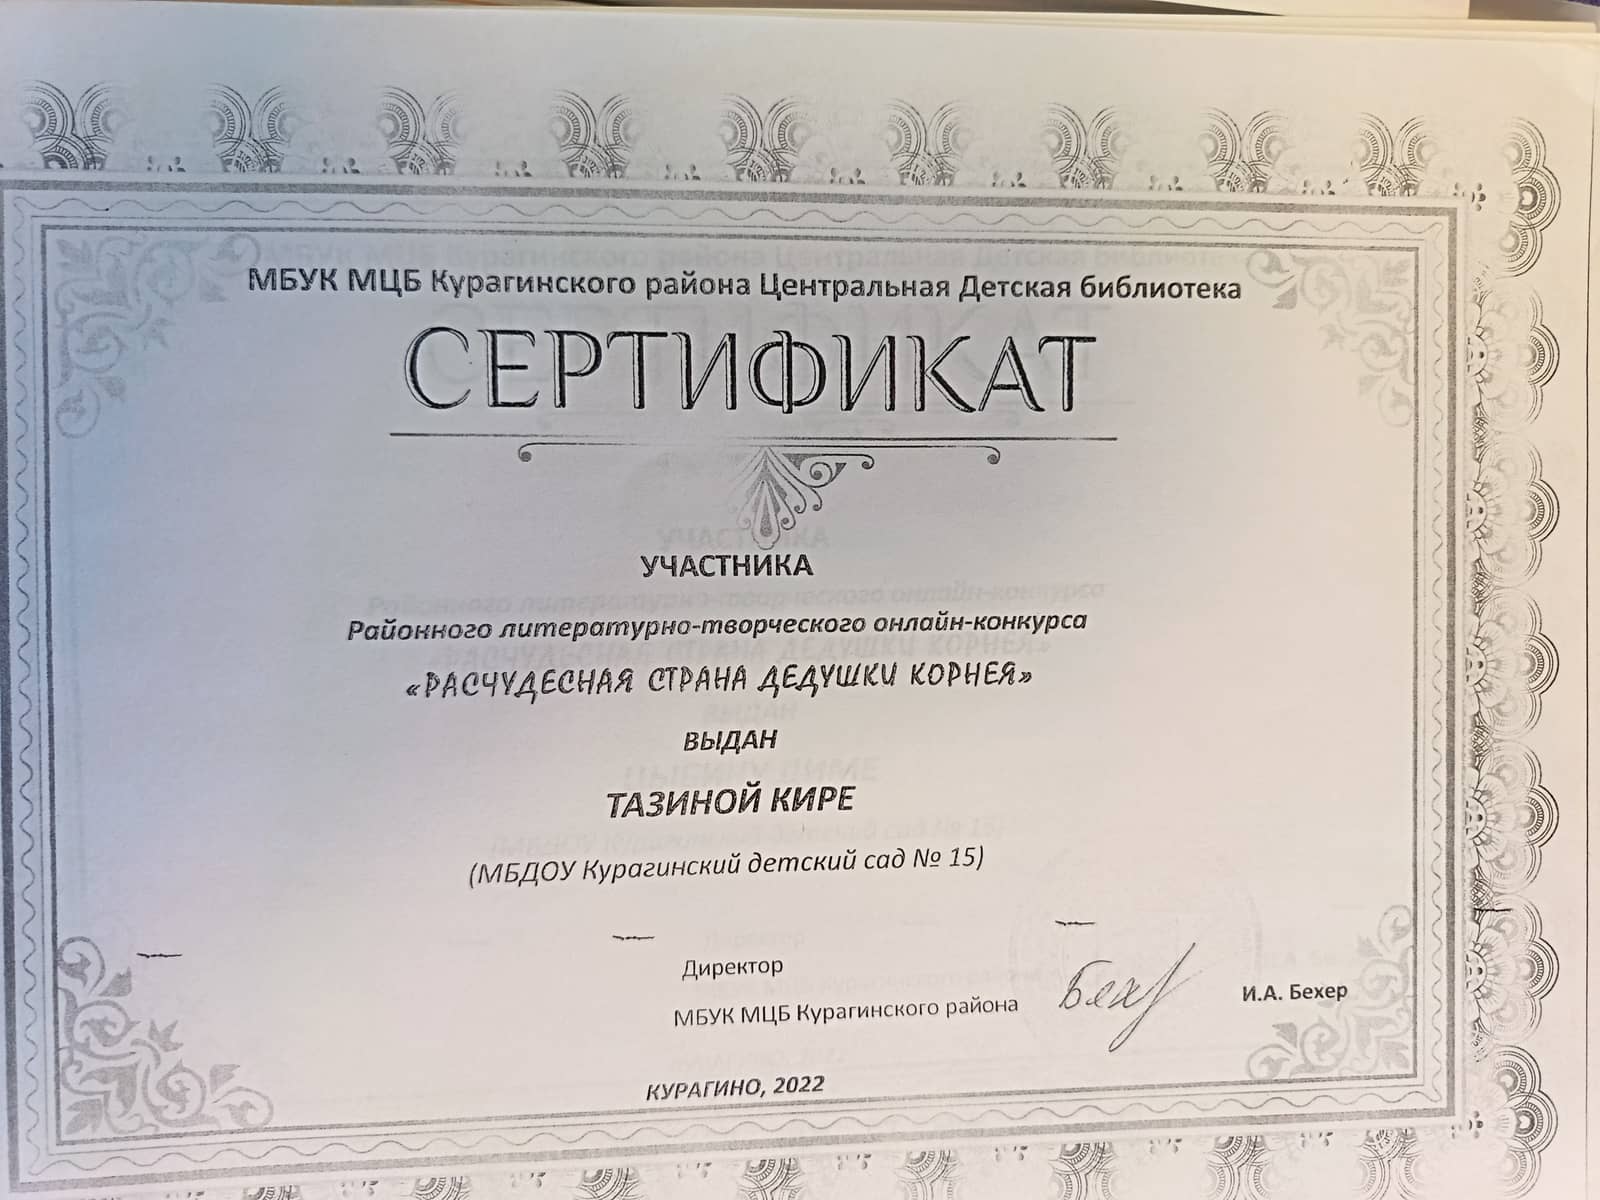 МБУК МЦБ Курагинского района Центральная Детская библиотека
СЕРТИФИКАТ
УЧАСТНИКА
Районного литературно-творческого онлайн-конкурса
«РАСЧУДЕСНАЯ СТРАНА ДЕДУШКИ КОРНЕЯ»
ВЫДАН
ТАЗИНОЙ КИРЕ
(МБДОУ Курагинский детский сад № 15)
Директор
МБУК МЦБ Курагинского района Бехер И.А. Бехер
КУРАГИНО, 2022